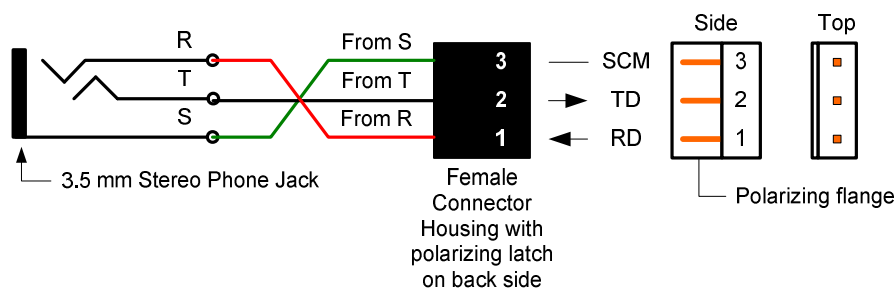 R
T
S
3.5 mm Stereo Phone Jack
From S
From T
From R
3
2
1
SCM
TD
RD
Female
Connector
Housing with
polarizing latch
on back side
Side
3
2
1
Top
Polarizing flange